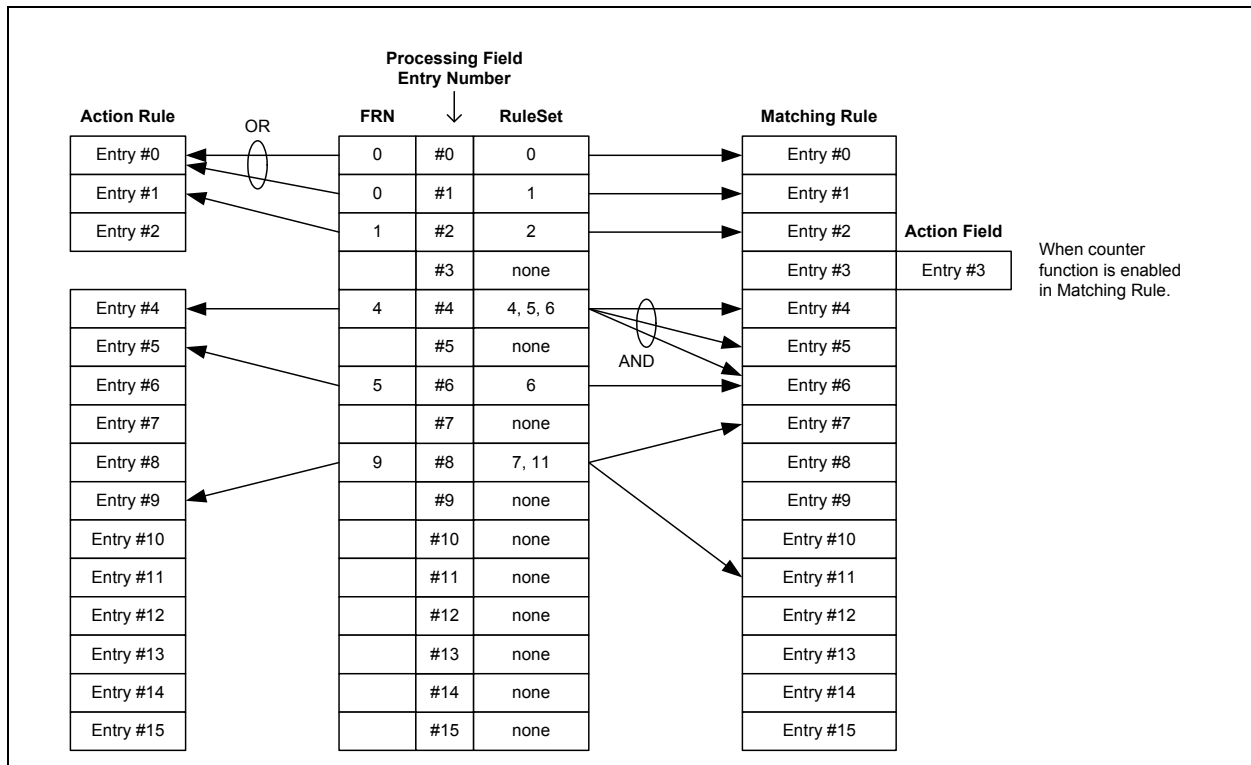 Processing Field
Entry Number
Action Rule
OR
FRN
RuleSet
Matching Rule
Entry #0
0
#0
0
Entry #0
Entry #1
0
#1
1
Entry #1
Entry #2
1
#2
2
Entry #2
Action Field
#3
none
Entry #3
Entry #3
When counter
function is enabled
in Matching Rule.
Entry #4
4
#4
4, 5, 6
Entry #4
Entry #5
#5
none
AND
Entry #5
Entry #6
5
#6
6
Entry #6
Entry #7
#7
none
Entry #7
Entry #8
9
#8
7, 11
Entry #8
Entry #9
#9
none
Entry #9
Entry #10
#10
none
Entry #10
Entry #11
#11
none
Entry #11
Entry #12
#12
none
Entry #12
Entry #13
#13
none
Entry #13
Entry #14
#14
none
Entry #14
Entry #15
#15
none
Entry #15